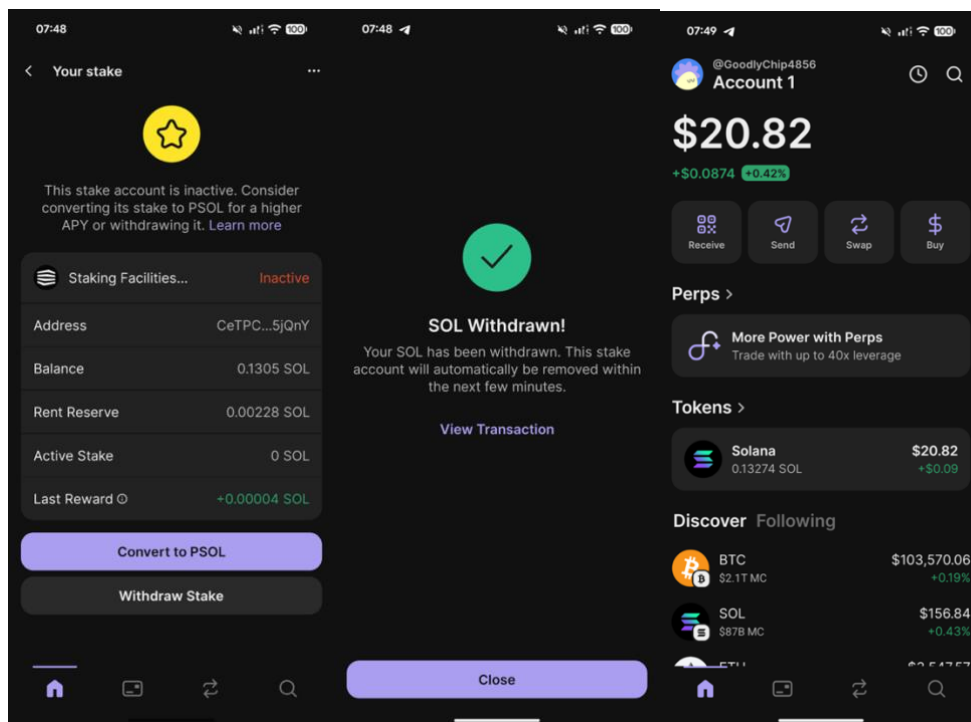 07:48
100
Your stake
...
This stake account is inactive. Consider
converting its stake to PSOL for a higher
APY or withdrawing it. Learn more
Staking Facilities... Inactive
Address CeTPC...5jQnY
Balance 0.1305 SOL
Rent Reserve 0.00228 SOL
Active Stake 0 SOL
Last Reward +0.00004 SOL
Convert to PSOL
Withdraw Stake
07:48
100
SOL Withdrawn!
Your SOL has been withdrawn. This stake
account will automatically be removed within
the next few minutes.
View Transaction
Close
07:49
100
@GoodlyChip4856
Account 1
$20.82
+$0.0874 +0.42%
Receive Send Swap Buy
Perps >
More Power with Perps
Trade with up to 40x leverage
Tokens >
Solana $20.82
0.13274 SOL +$0.09
Discover Following
BTC $103,570.06
$2.1T MC +0.19%
SOL $156.84
$87B MC +0.43%